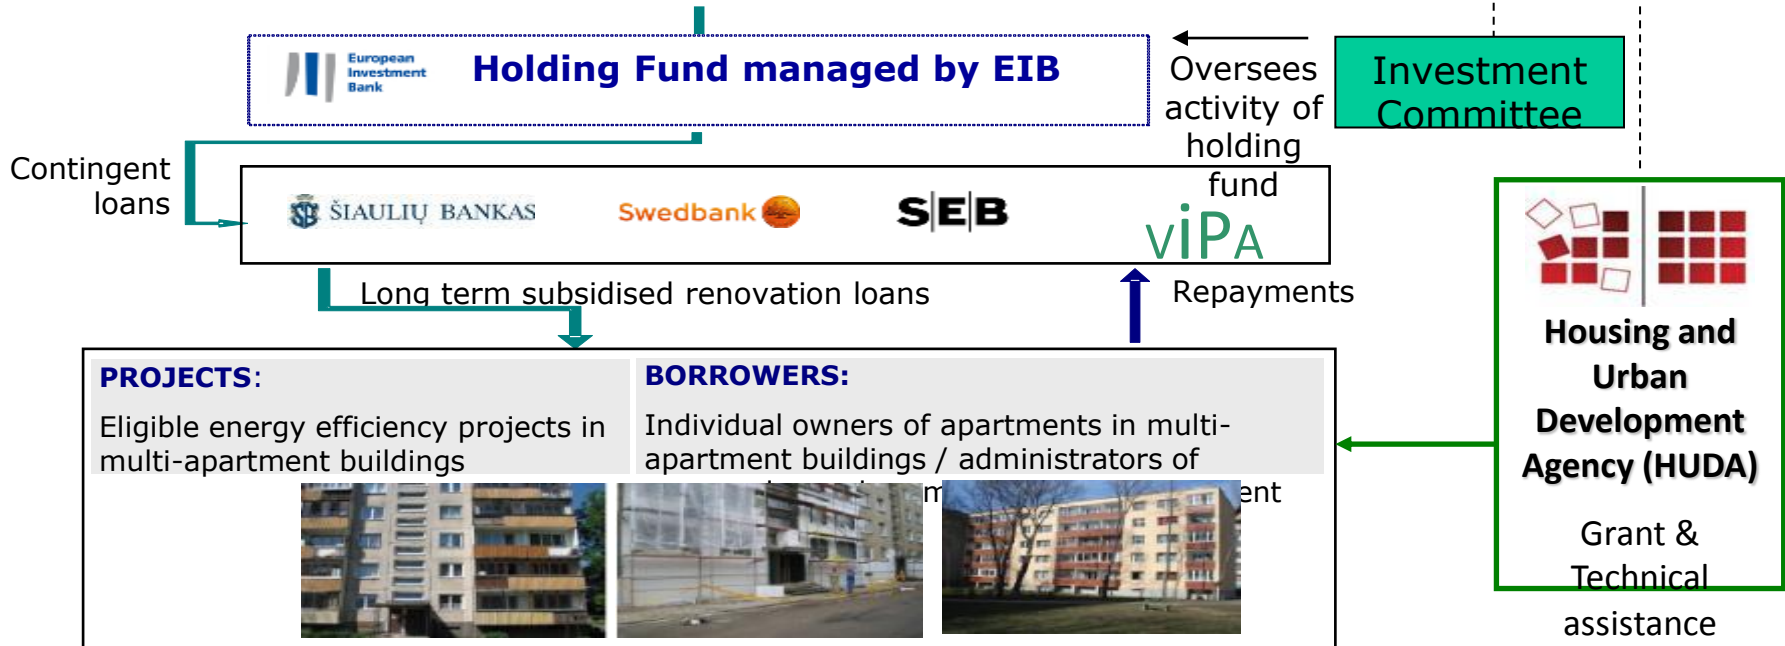 European
Investment
Bank
Holding Fund managed by EIB
Oversees
activity of
holding
fund
Investment
Committee
Contingent
loans
ŠIAULIŲ BANKAS
Swedbank
SEB
viPA
Long term subsidised renovation loans
Repayments
PROJECTS:
Eligible energy efficiency projects in
multi-apartment buildings
BORROWERS:
Individual owners of apartments in multi-
apartment buildings / administrators of
Housing and
Urban
Development
Agency (HUDA)
Grant &
Technical
assistance